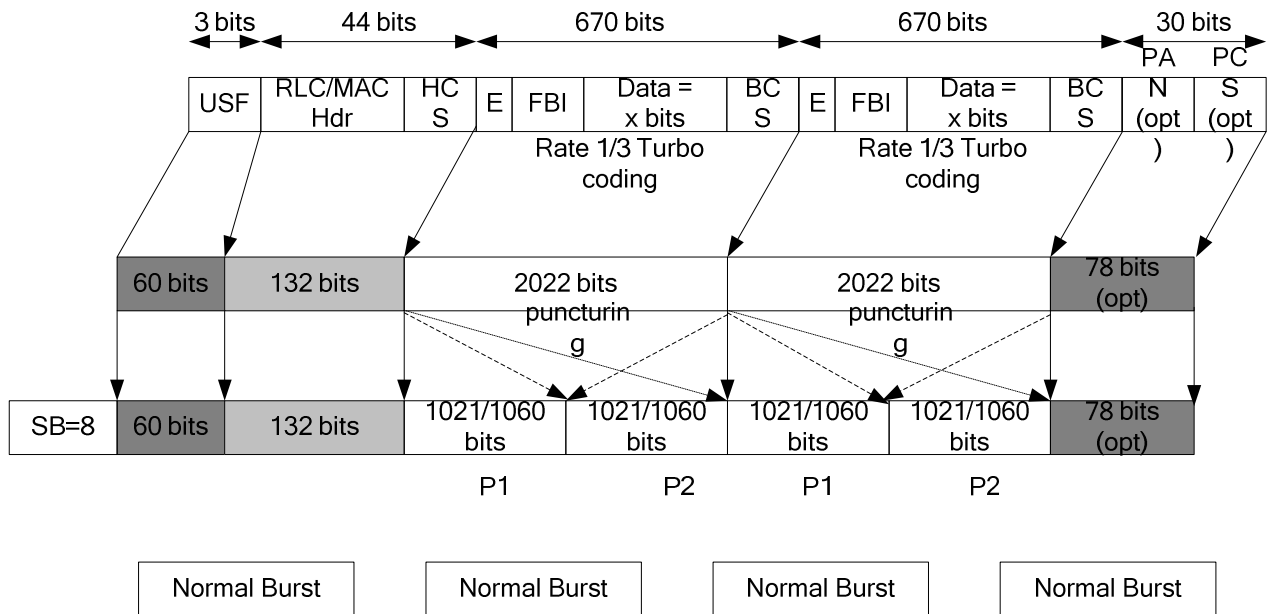 3 bits 44 bits 670 bits 670 bits 30 bits
USF
RLC/MAC
Hdr
HC
S
E
FBI
Data =
x bits
BC
S
E
FBI
Data =
x bits
BC
S
PA
N
(opt
)
PC
S
(opt
)
Rate 1/3 Turbo
coding
Rate 1/3 Turbo
coding
60 bits
132 bits
2022 bits
puncturin
g
2022 bits
puncturin
g
78 bits
(opt)
SB=8
60 bits
132 bits
1021/1060
bits
1021/1060
bits
1021/1060
bits
1021/1060
bits
78 bits
(opt)
P1 P2 P1 P2
Normal Burst Normal Burst Normal Burst Normal Burst